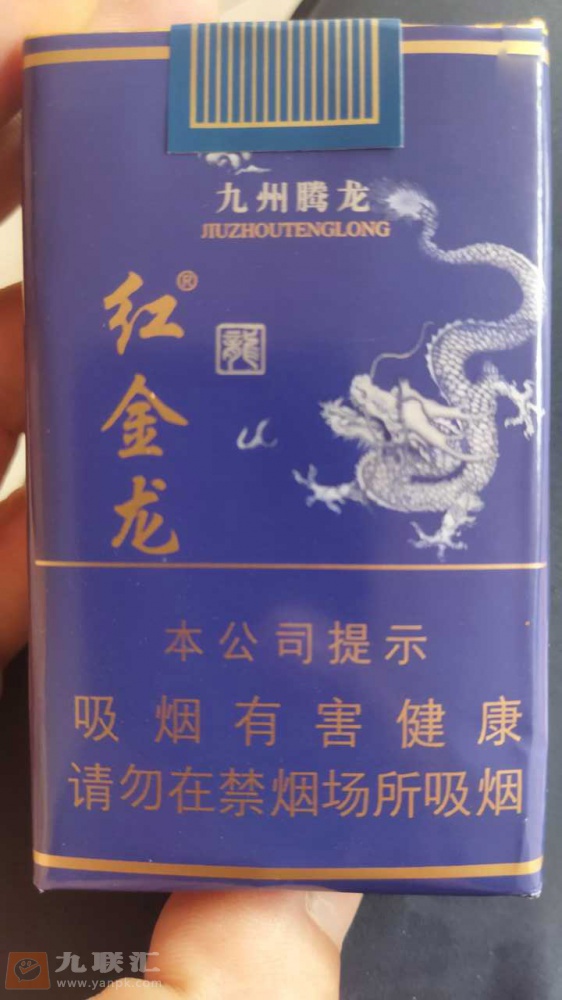 九州腾龙
JIUZHOUTENGLONG
红金龙®
龍
本公司提示
吸烟有害健康
请勿在禁烟场所吸烟
九联汇
www.yanpk.com